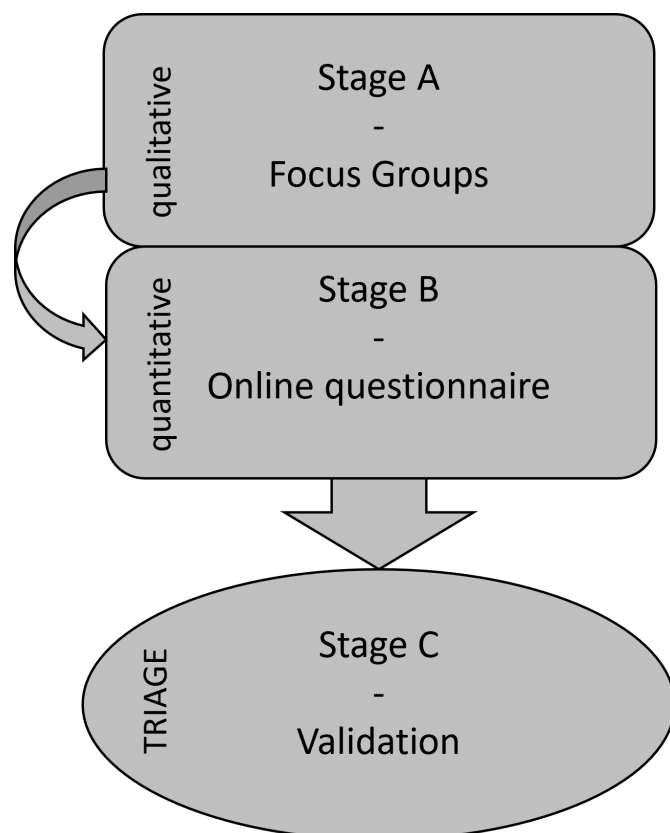 qualitative
Stage A
-
Focus Groups
quantitative
Stage B
-
Online questionnaire
TRIAGE
Stage C
-
Validation